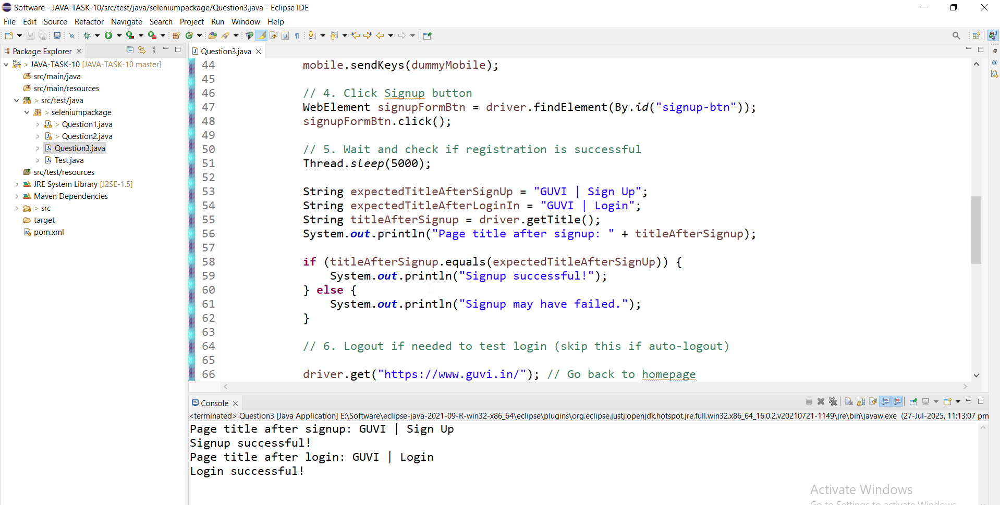 Software - JAVA-TASK-10/src/test/java/seleniumpackage/Question3.java - Eclipse IDE
File Edit Source Refactor Navigate Search Project Run Window Help
Package Explorer
> JAVA-TASK-10 [JAVA-TASK-10 master]
src/main/java
src/main/resources
> src/test/java
> seleniumpackage
> Question1.java
> Question2.java
Question3.java
Test.java
src/test/resources
JRE System Library [J2SE-1.5]
Maven Dependencies
> src
target
pom.xml
Question3.java
44 mobile.sendKeys(dummyMobile);
45
46 // 4. Click Signup button
47 WebElement signupFormBtn = driver.findElement(By.id("signup-btn"));
48 signupFormBtn.click();
49
50 // 5. Wait and check if registration is successful
51 Thread.sleep(5000);
52
53 String expectedTitleAfterSignUp = "GUVI | Sign Up";
54 String expectedTitleAfterLoginIn = "GUVI | Login";
55 String titleAfterSignup = driver.getTitle();
56 System.out.println("Page title after signup: " + titleAfterSignup);
57
58 if (titleAfterSignup.equals(expectedTitleAfterSignUp)) {
59 System.out.println("Signup successful!");
60 } else {
61 System.out.println("Signup may have failed.");
62 }
63
64 // 6. Logout if needed to test login (skip this if auto-logout)
65
66 driver.get("https://www.guvi.in/"); // Go back to homepage
Console
<terminated> Question3 [Java Application] E:\Software\eclipse-java-2021-09-R-win32-x86_64\eclipse\plugins\org.eclipse.justj.openjdk.hotspot.jre.full.win32.x86_64_16.0.2.v20210721-1149\jre\bin\javaw.exe (27-Jul-2025, 11:13:07 pm
Page title after signup: GUVI | Sign Up
Signup successful!
Page title after login: GUVI | Login
Login successful!
Activate Windows
Go to Settings to activate Windows